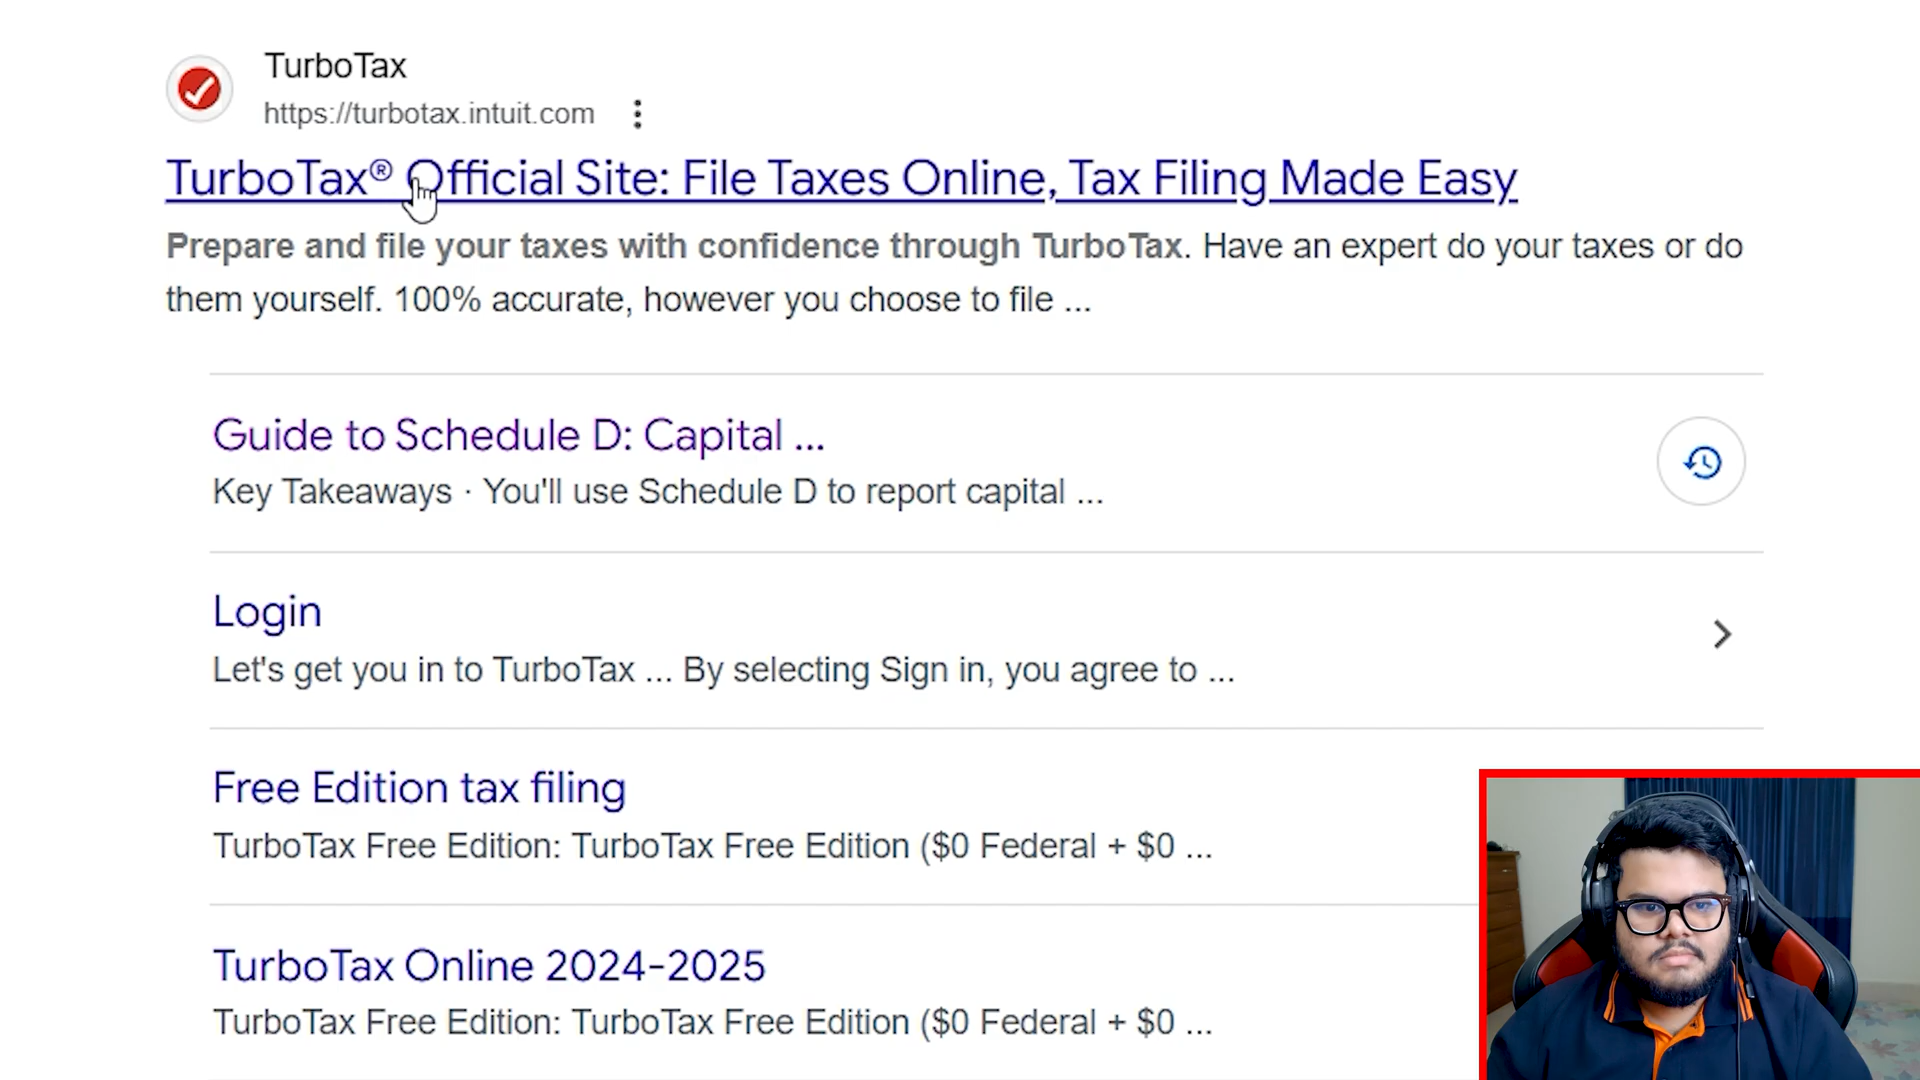 TurboTax
https://turbotax.intuit.com
TurboTax® Official Site: File Taxes Online, Tax Filing Made Easy
Prepare and file your taxes with confidence through TurboTax. Have an expert do your taxes or do
them yourself. 100% accurate, however you choose to file ...
Guide to Schedule D: Capital ...
Key Takeaways · You'll use Schedule D to report capital ...
Login
Let's get you in to TurboTax ... By selecting Sign in, you agree to ...
Free Edition tax filing
TurboTax Free Edition: TurboTax Free Edition ($0 Federal + $0 ...
TurboTax Online 2024-2025
TurboTax Free Edition: TurboTax Free Edition ($0 Federal + $0 ...